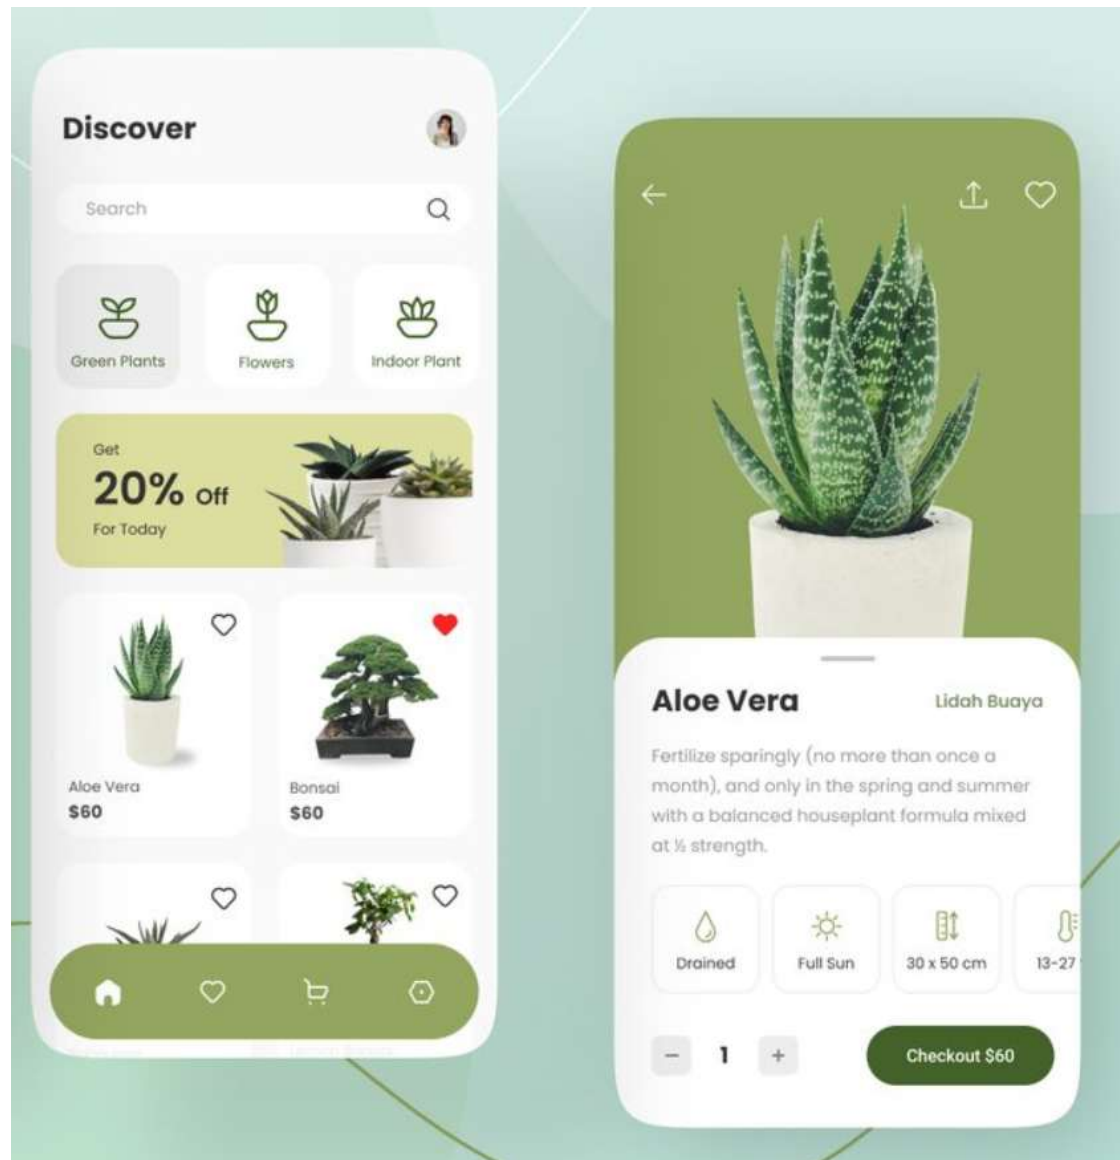 Discover
Search
Green Plants
Flowers
Indoor Plant
Get
20% Off
For Today
Aloe Vera
$60
Bonsai
$60
Aloe Vera
Lidah Buaya
Fertilize sparingly (no more than once a
month), and only in the spring and summer
with a balanced houseplant formula mixed
at ½ strength.
Drained
Full Sun
30 x 50 cm
13-27
1
Checkout $60